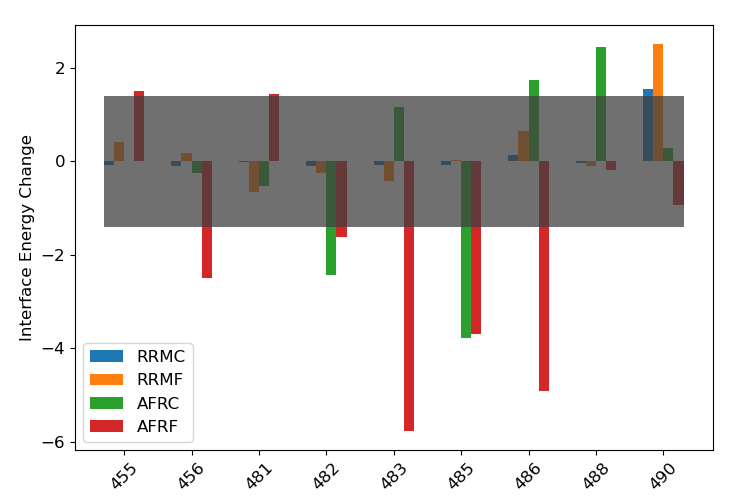 Interface Energy Change
2
0
−2
−4
−6
RRMC
RRMF
AFRC
AFRF
455 456 481 482 483 485 486 488 490